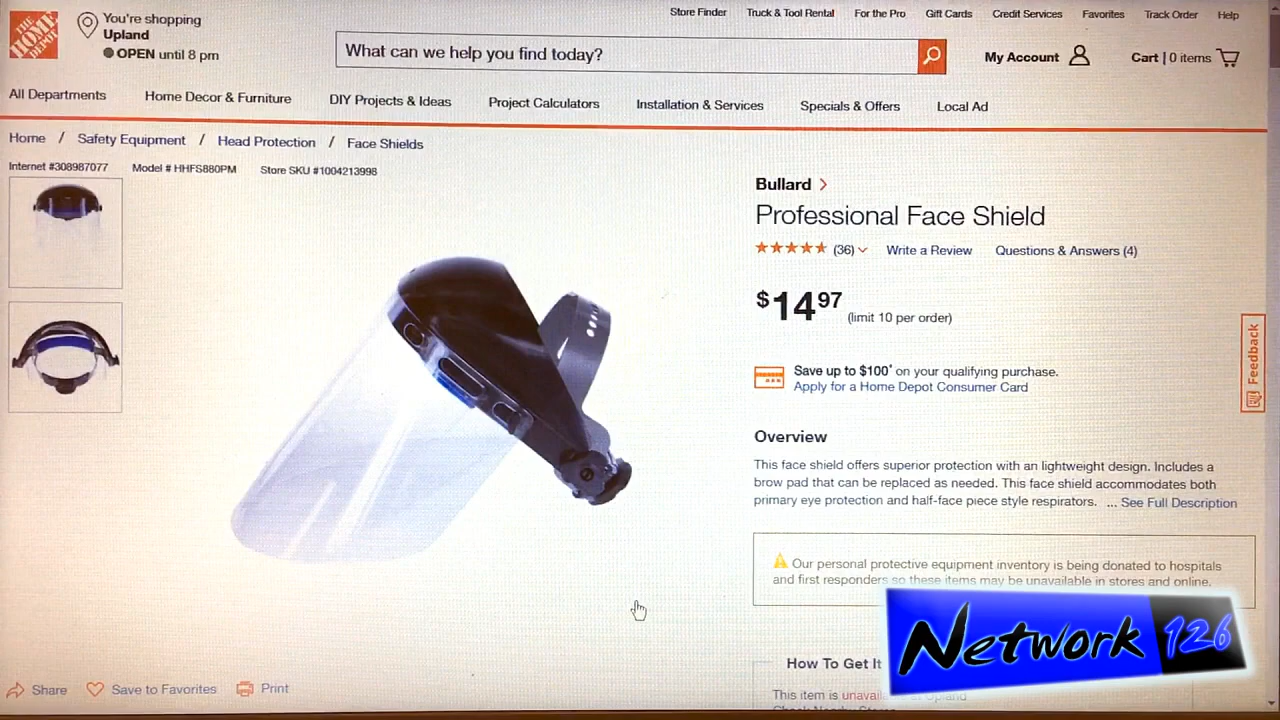 THE HOME DEPOT
You're shopping
Upland
OPEN until 8 pm
Store Finder Truck & Tool Rental For the Pro Gift Cards Credit Services Favorites Track Order Help
What can we help you find today?
My Account
Cart | 0 items
All Departments Home Decor & Furniture DIY Projects & Ideas Project Calculators Installation & Services Specials & Offers Local Ad
Home / Safety Equipment / Head Protection / Face Shields
Internet #308987077 Model # HHFS880PM Store SKU #1004213998
Bullard >
Professional Face Shield
(36) Write a Review Questions & Answers (4)
$14 97 (limit 10 per order)
Save up to $100* on your qualifying purchase.
Apply for a Home Depot Consumer Card
Feedback
Overview
This face shield offers superior protection with an lightweight design. Includes a
brow pad that can be replaced as needed. This face shield accommodates both
primary eye protection and half-face piece style respirators. ... See Full Description
Our personal protective equipment inventory is being donated to hospitals
and first responders so these items may be unavailable in stores and online.
Network 126
How To Get It
This item is Upland
Share Save to Favorites Print